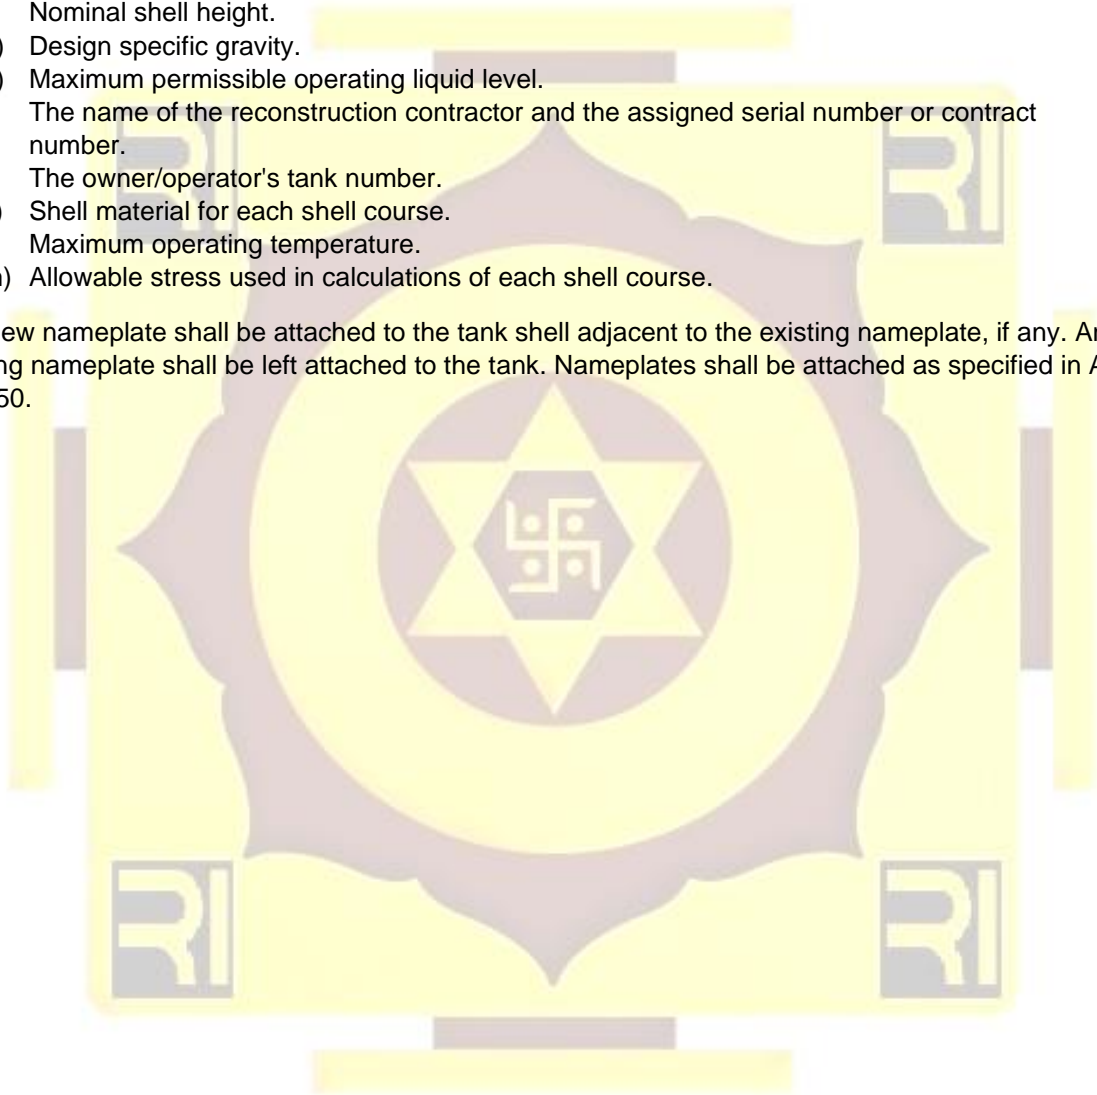 Nominal shell height.
) Design specific gravity.
) Maximum permissible operating liquid level.
The name of the reconstruction contractor and the assigned serial number or contract
number.
The owner/operator's tank number.
) Shell material for each shell course.
Maximum operating temperature.
) Allowable stress used in calculations of each shell course.
ew nameplate shall be attached to the tank shell adjacent to the existing nameplate, if any. A
ng nameplate shall be left attached to the tank. Nameplates shall be attached as specified in A
50.
RI RI
RI RI